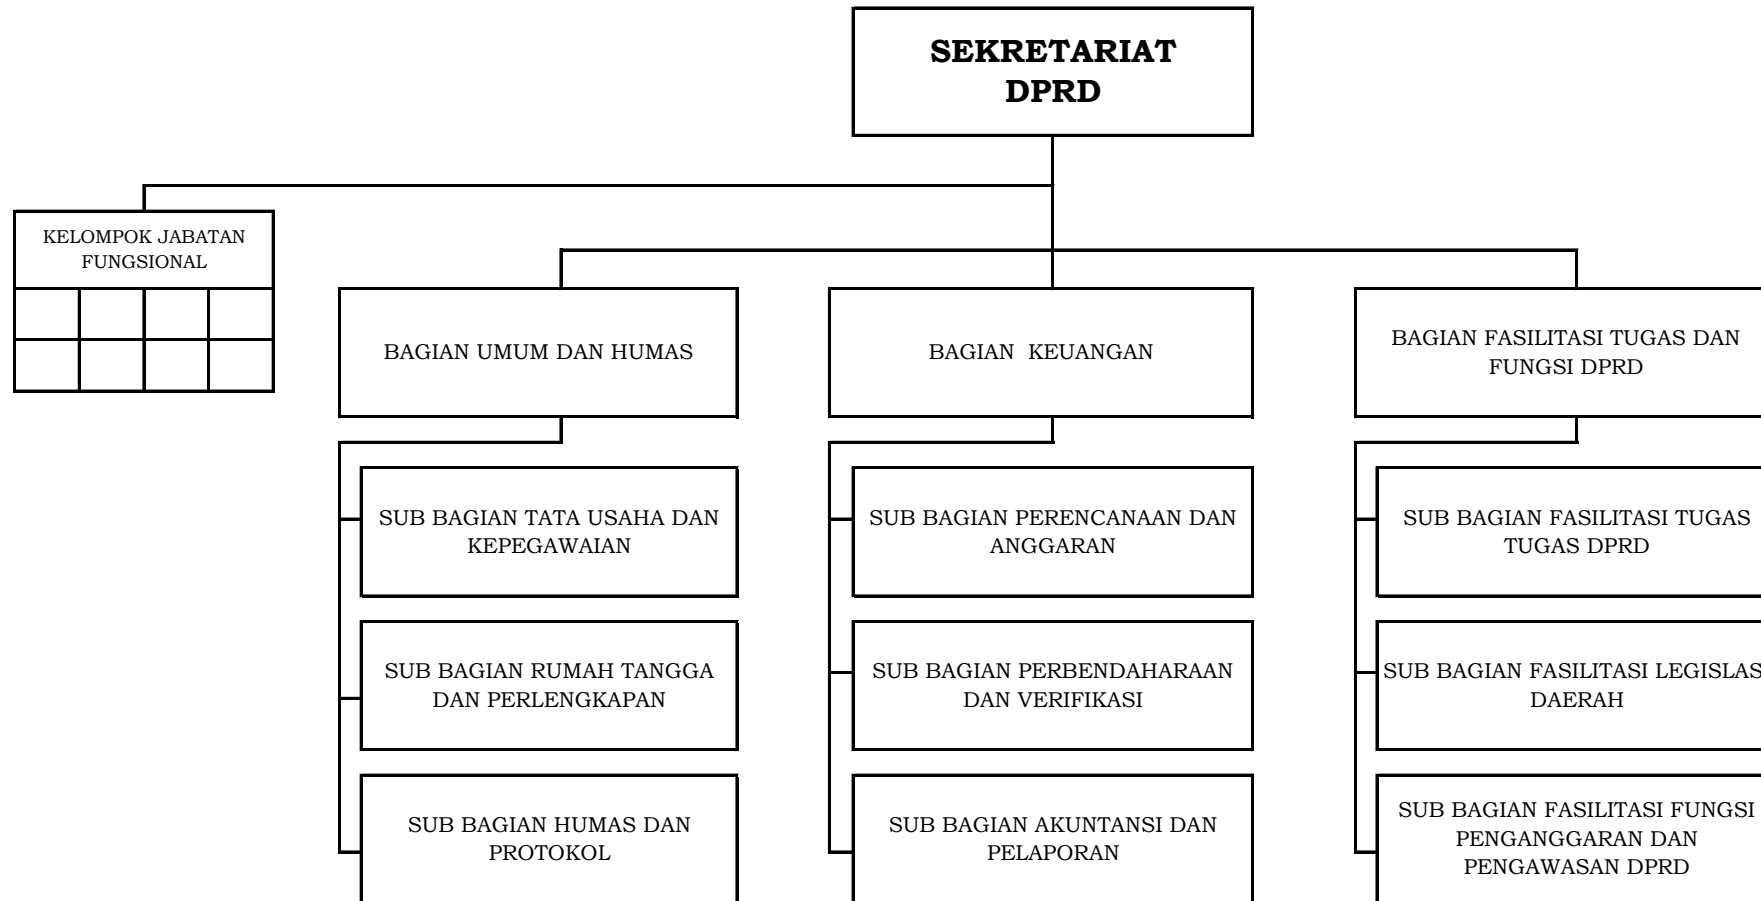 SEKRETARIAT
DPRD
KELOMPOK JABATAN
FUNGSIONAL
BAGIAN UMUM DAN HUMAS
BAGIAN  KEUANGAN
BAGIAN FASILITASI TUGAS DAN
FUNGSI DPRD
SUB BAGIAN TATA USAHA DAN
KEPEGAWAIAN
SUB BAGIAN PERENCANAAN DAN
ANGGARAN
SUB BAGIAN FASILITASI TUGAS
TUGAS DPRD
SUB BAGIAN RUMAH TANGGA
DAN PERLENGKAPAN
SUB BAGIAN PERBENDAHARAAN
DAN VERIFIKASI
SUB BAGIAN FASILITASI LEGISLAS
DAERAH
SUB BAGIAN HUMAS DAN
PROTOKOL
SUB BAGIAN AKUNTANSI DAN
PELAPORAN
SUB BAGIAN FASILITASI FUNGSI
PENGANGGARAN DAN
PENGAWASAN DPRD